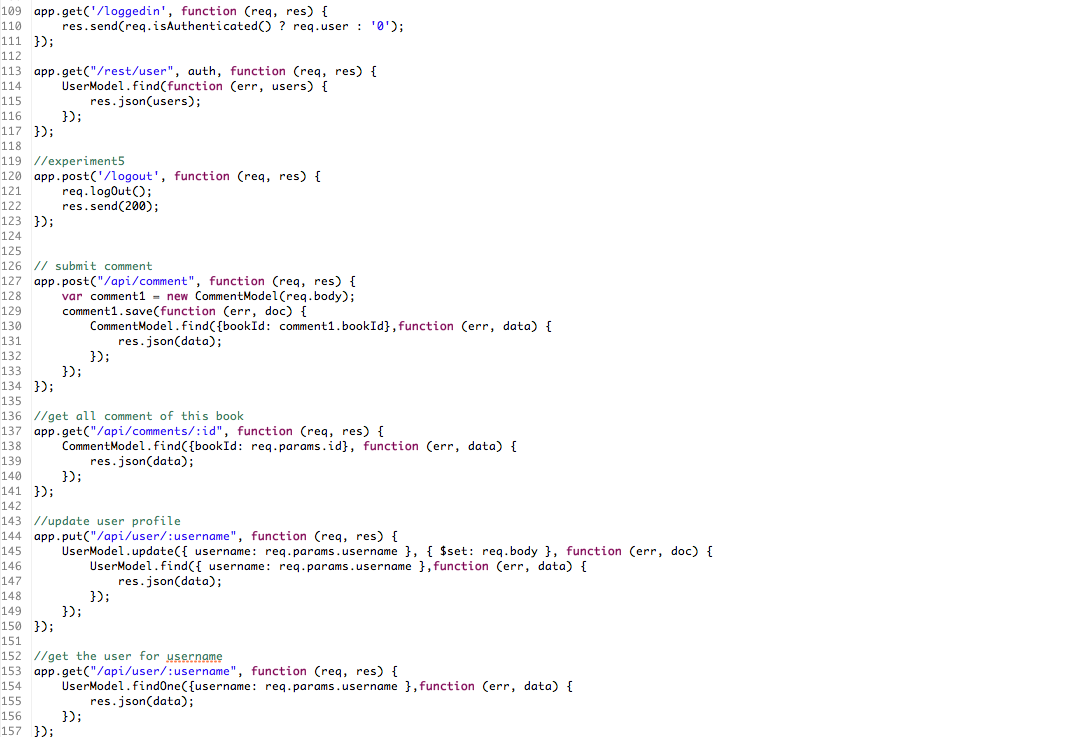 109 app.get('/loggedin', function (req, res) {
110     res.send(req.isAuthenticated() ? req.user : '0');
111 });
112
113 app.get("/rest/user", auth, function (req, res) {
114     UserModel.find(function (err, users) {
115         res.json(users);
116     });
117 });
118
119 //experiment5
120 app.post('/logout', function (req, res) {
121     req.logOut();
122     res.send(200);
123 });
124
125
126 // submit comment
127 app.post("/api/comment", function (req, res) {
128     var comment1 = new CommentModel(req.body);
129     comment1.save(function (err, doc) {
130         CommentModel.find({bookId: comment1.bookId},function (err, data) {
131             res.json(data);
132         });
133     });
134 });
135
136 //get all comment of this book
137 app.get("/api/comments/:id", function (req, res) {
138     CommentModel.find({bookId: req.params.id}, function (err, data) {
139         res.json(data);
140     });
141 });
142
143 //update user profile
144 app.put("/api/user/:username", function (req, res) {
145     UserModel.update({ username: req.params.username }, { $set: req.body }, function (err, doc) {
146         UserModel.find({ username: req.params.username },function (err, data) {
147             res.json(data);
148         });
149     });
150 });
151
152 //get the user for username
153 app.get("/api/user/:username", function (req, res) {
154     UserModel.findOne({username: req.params.username },function (err, data) {
155         res.json(data);
156     });
157 });